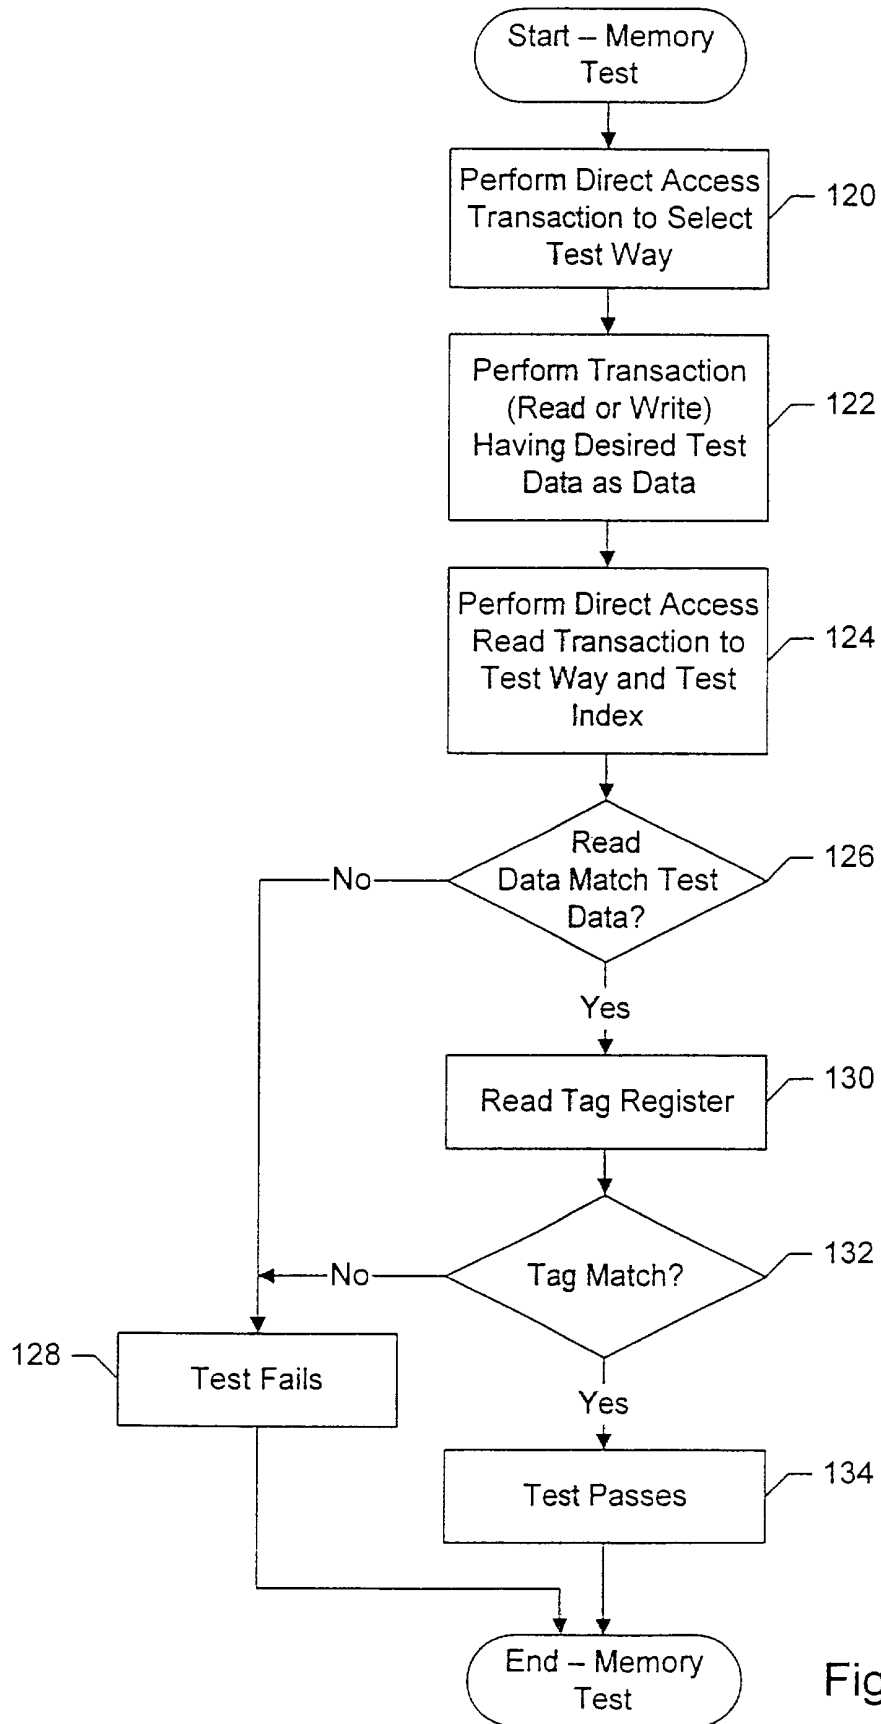 Start – Memory
Test
Perform Direct Access
Transaction to Select
Test Way
120
Perform Transaction
(Read or Write)
Having Desired Test
Data as Data
122
Perform Direct Access
Read Transaction to
Test Way and Test
Index
124
Read
Data Match Test
Data?
126
No
Yes
Read Tag Register
130
Tag Match?
132
No
128
Test Fails
Yes
Test Passes
134
End – Memory
Test
Fig